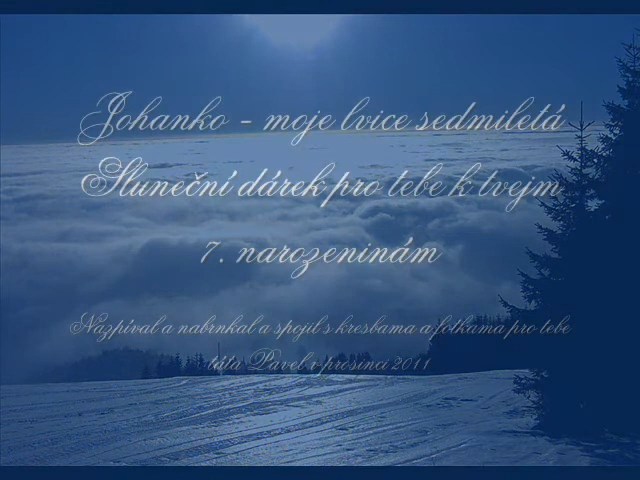 Johanko - moje lvice sedmiletá
Sluneční dárek pro tebe k tvejm
7. narozeninám
Nazpíval a nabrnkal a spojil s kresbama a fotkama pro tebe
táta Pavel v prosinci 2011